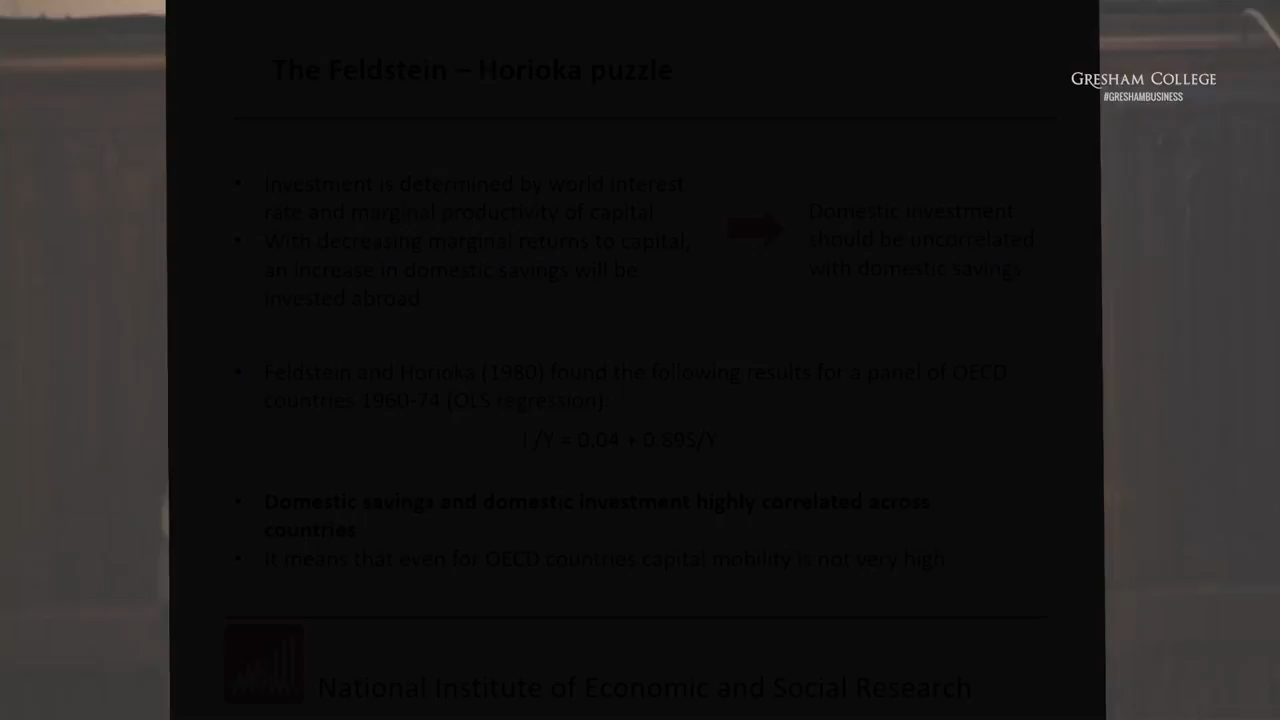 The Feldstein – Horioka puzzle
GRESHAM COLLEGE
#GRESHAMBUSINESS
• Investment is determined by world interest
rate and marginal productivity of capital
• With decreasing marginal returns to capital,
an increase in domestic savings will be
invested abroad
Domestic investment
should be uncorrelated
with domestic savings
• Feldstein and Horioka (1980) found the following results for a panel of OECD
countries 1960-74 (OLS regression)
I /Y = 0.04 + 0.89S/Y
• Domestic savings and domestic investment highly correlated across
countries
• It means that even for OECD countries capital mobility is not very high
National Institute of Economic and Social Research